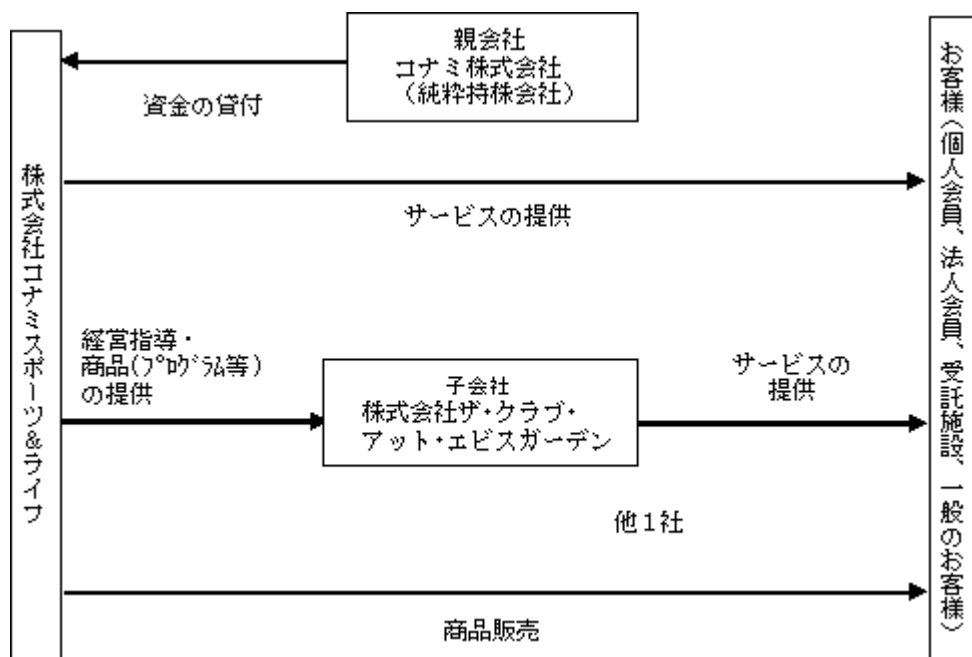 親会社
コナミ株式会社
(純粋持株会社)
資金の貸付
株式会社コナミスポーツ&ライフ
お客様(個人会員、法人会員、受託施設、一般のお客様)
サービスの提供
経営指導・
商品(ﾌﾟﾛｸﾞﾗﾑ等)
の提供
子会社
株式会社ザ・クラブ・
アット・エビスガーデン
サービスの
提供
他1社
商品販売